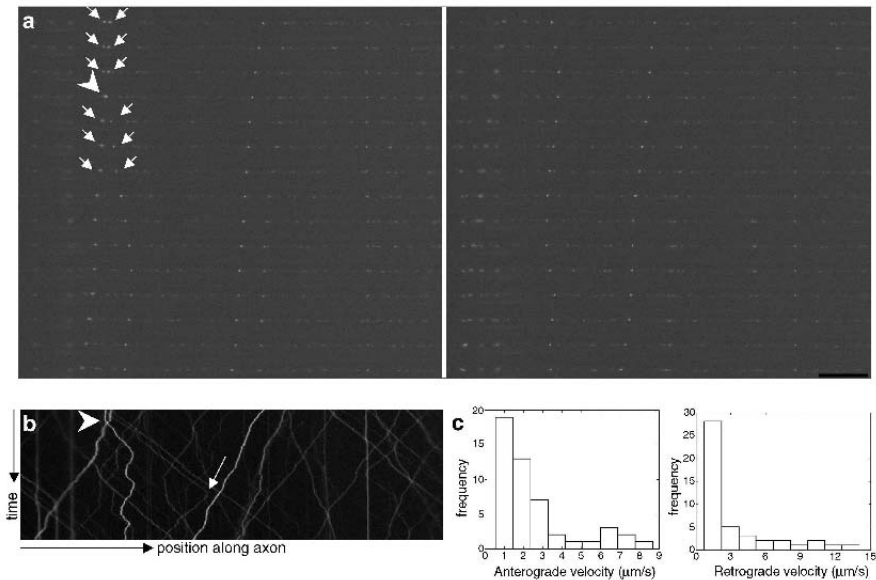 a
b
time
position along axon
c
frequency
20
15
10
5
0
0 1 2 3 4 5 6 7 8 9
Anterograde velocity (μm/s)
frequency
30
25
20
15
10
5
0
0 3 6 9 12 15
Retrograde velocity (μm/s)